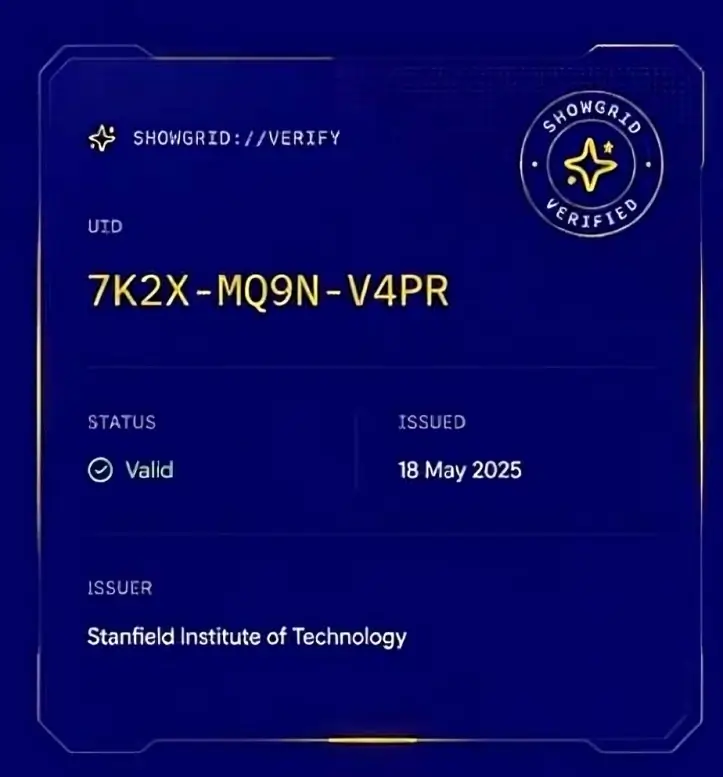 SHOWGRID://VERIFY
SHOWGRID
VERIFIED
UID
7K2X-MQ9N-V4PR
STATUS
ISSUED
Valid
18 May 2025
ISSUER
Stanfield Institute of Technology